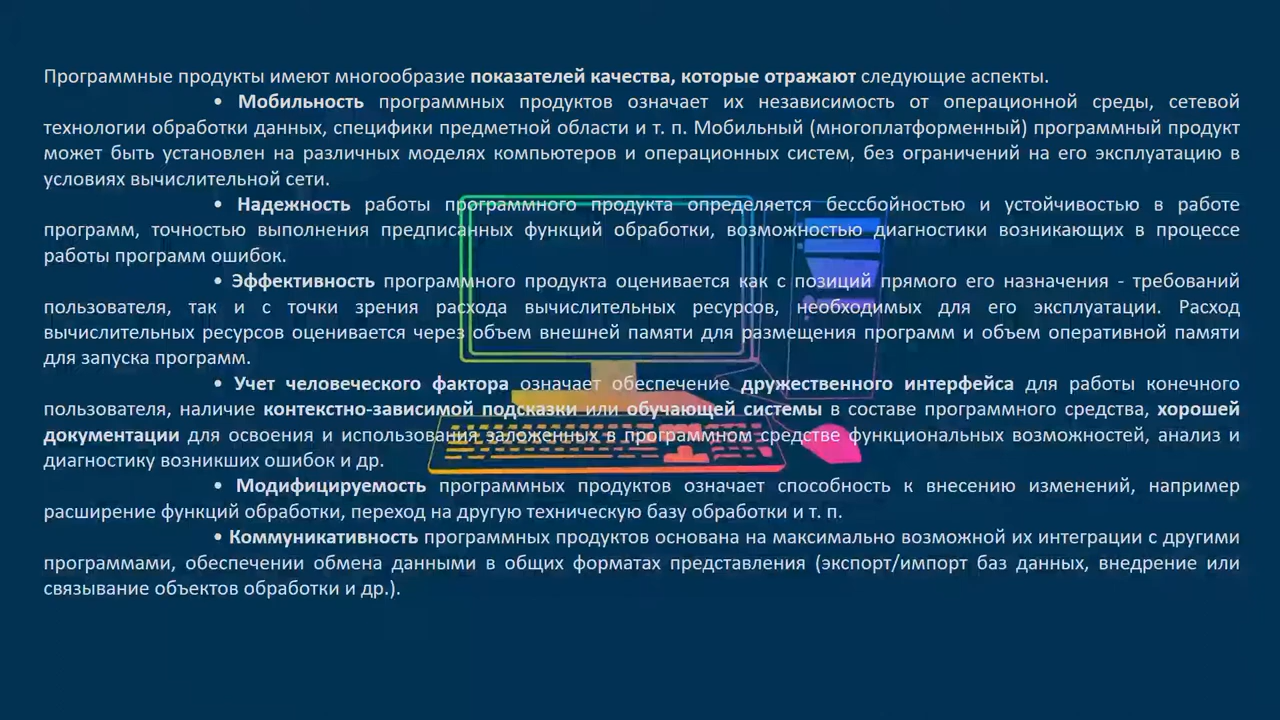 Программные продукты имеют многообразие показателей качества, которые отражают следующие аспекты.
• Мобильность программных продуктов означает их независимость от операционной среды, сетевой
технологии обработки данных, специфики предметной области и т. п. Мобильный (многоплатформенный) программный продукт
может быть установлен на различных моделях компьютеров и операционных систем, без ограничений на его эксплуатацию в
условиях вычислительной сети.
• Надежность работы программного продукта определяется бессбойностью и устойчивостью в работе
программ, точностью выполнения предписанных функций обработки, возможностью диагностики возникающих в процессе
работы программ ошибок.
• Эффективность программного продукта оценивается как с позиций прямого его назначения - требований
пользователя, так и с точки зрения расхода вычислительных ресурсов, необходимых для его эксплуатации. Расход
вычислительных ресурсов оценивается через объем внешней памяти для размещения программ и объем оперативной памяти
для запуска программ.
• Учет человеческого фактора означает обеспечение дружественного интерфейса для работы конечного
пользователя, наличие контекстно-зависимой подсказки или обучающей системы в составе программного средства, хорошей
документации для освоения и использования заложенных в программном средстве функциональных возможностей, анализ и
диагностику возникших ошибок и др.
• Модифицируемость программных продуктов означает способность к внесению изменений, например
расширение функций обработки, переход на другую техническую базу обработки и т. п.
• Коммуникативность программных продуктов основана на максимально возможной их интеграции с другими
программами, обеспечении обмена данными в общих форматах представления (экспорт/импорт баз данных, внедрение или
связывание объектов обработки и др.).